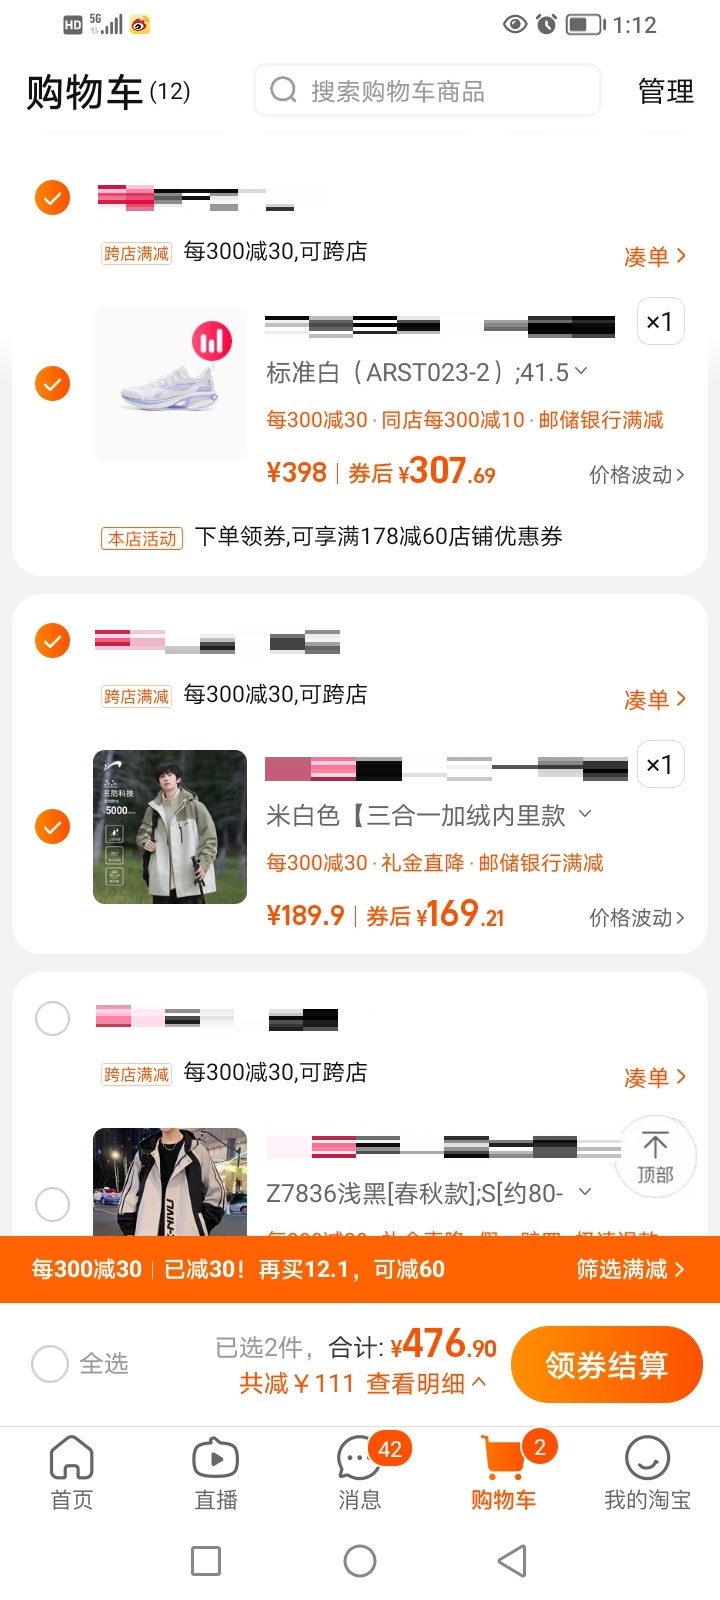 HD 5G 1:12
购物车(12) 搜索购物车商品 管理
跨店满减 每300减30,可跨店 凑单
×1
标准白（ARST023-2）;41.5
每300减30·同店每300减10·邮储银行满减
¥398 券后¥307.69 价格波动
本店活动 下单领券,可享满178减60店铺优惠券
跨店满减 每300减30,可跨店 凑单
三防科技
5000
×1
米白色【三合一加绒内里款
每300减30·礼金直降·邮储银行满减
¥189.9 券后¥169.21 价格波动
跨店满减 每300减30,可跨店 凑单
顶部
Z7836浅黑[春秋款];S[约80-
每300减30 已减30！再买12.1，可减60 筛选满减
全选 已选2件，合计:¥476.90 领券结算
共减￥111 查看明细
42 2
首页 直播 消息 购物车 我的淘宝